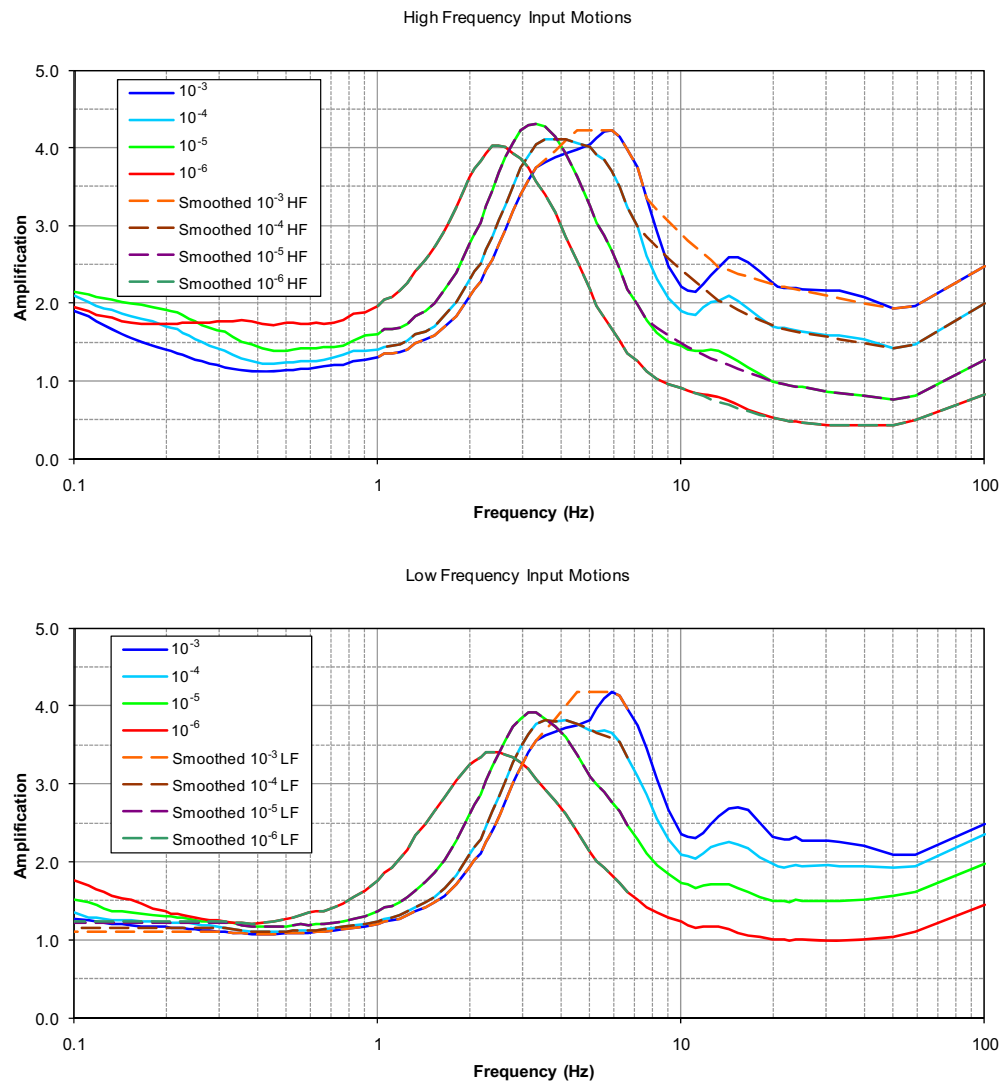 High Frequency Input Motions
5.0
4.0
3.0
2.0
1.0
0.0
Amplification
10⁻³
10⁻⁴
10⁻⁵
10⁻⁶
Smoothed 10⁻³ HF
Smoothed 10⁻⁴ HF
Smoothed 10⁻⁵ HF
Smoothed 10⁻⁶ HF
0.1 1 10 100
Frequency (Hz)
Low Frequency Input Motions
5.0
4.0
3.0
2.0
1.0
0.0
Amplification
10⁻³
10⁻⁴
10⁻⁵
10⁻⁶
Smoothed 10⁻³ LF
Smoothed 10⁻⁴ LF
Smoothed 10⁻⁵ LF
Smoothed 10⁻⁶ LF
0.1 1 10 100
Frequency (Hz)